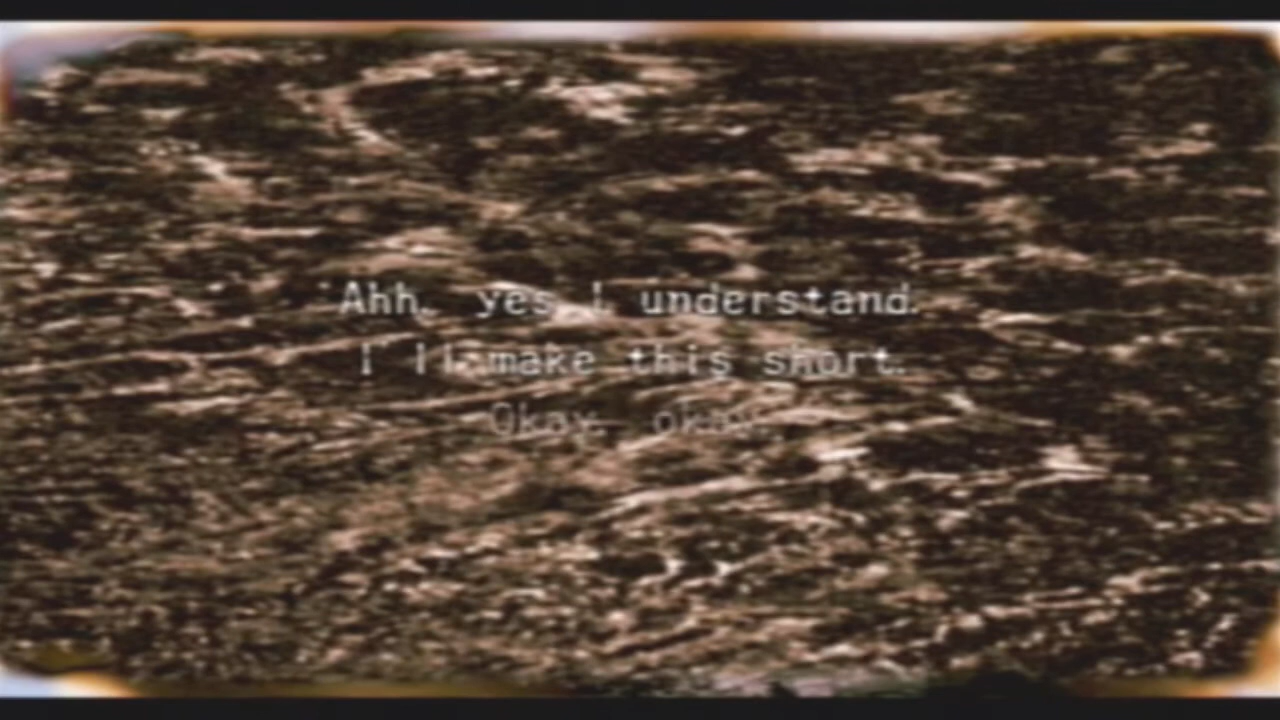 "Ahh, yes I understand.
I'll make this short.
Okay, okay.